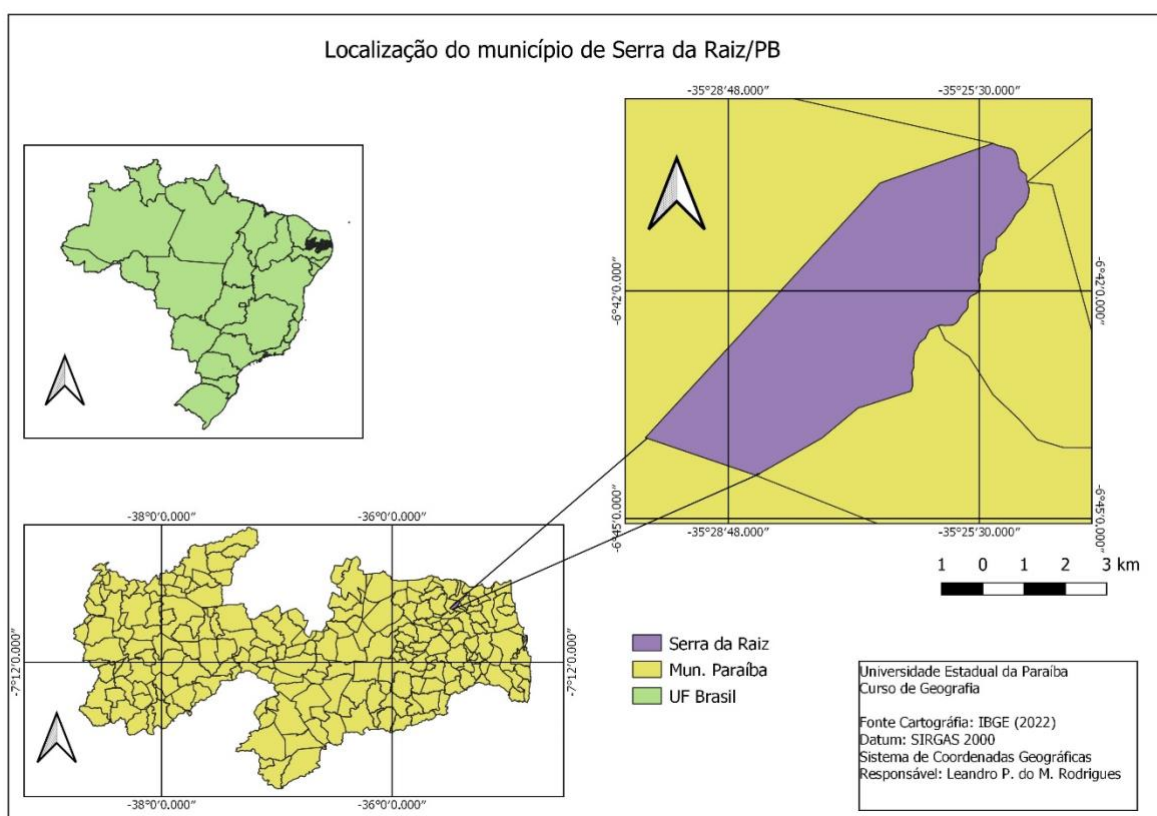 Localização do município de Serra da Raiz/PB
-35°28'48.000"
-35°25'30.000"
-6°42'0.000"
-6°42'0.000"
-6°45'0.000"
-6°45'0.000"
-35°28'48.000"
-35°25'30.000"
1 0 1 2 3 km
-38°0'0.000"
-36°0'0.000"
-7°12'0.000"
-7°12'0.000"
-38°0'0.000"
-36°0'0.000"
Serra da Raiz
Mun. Paraíba
UF Brasil
Universidade Estadual da Paraíba
Curso de Geografia
Fonte Cartográfia: IBGE (2022)
Datum: SIRGAS 2000
Sistema de Coordenadas Geográficas
Responsável: Leandro P. do M. Rodrigues